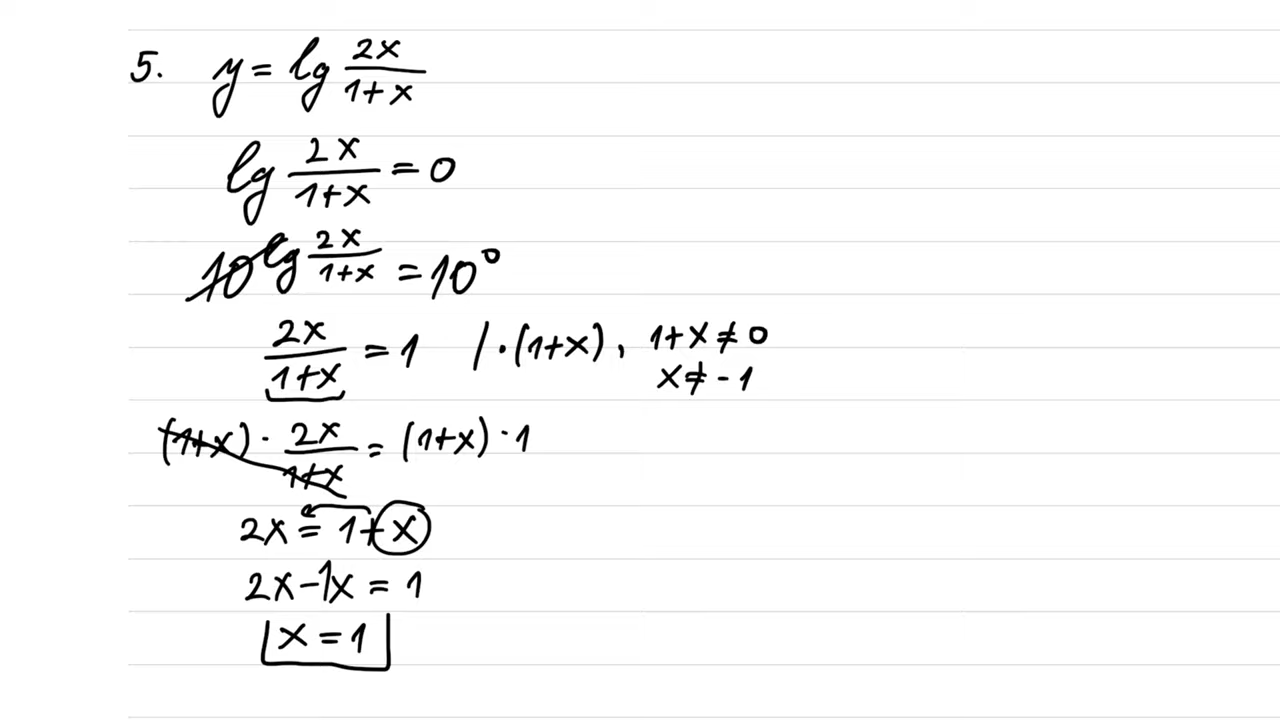 5. y = lg 2x/(1+x)
lg 2x/(1+x) = 0
10^(lg 2x/(1+x)) = 10^0
2x/(1+x) = 1 / · (1+x), 1+x ≠ 0
x ≠ -1
(1+x) · 2x/(1+x) = (1+x) · 1
2x = 1+x
2x-1x = 1
x = 1